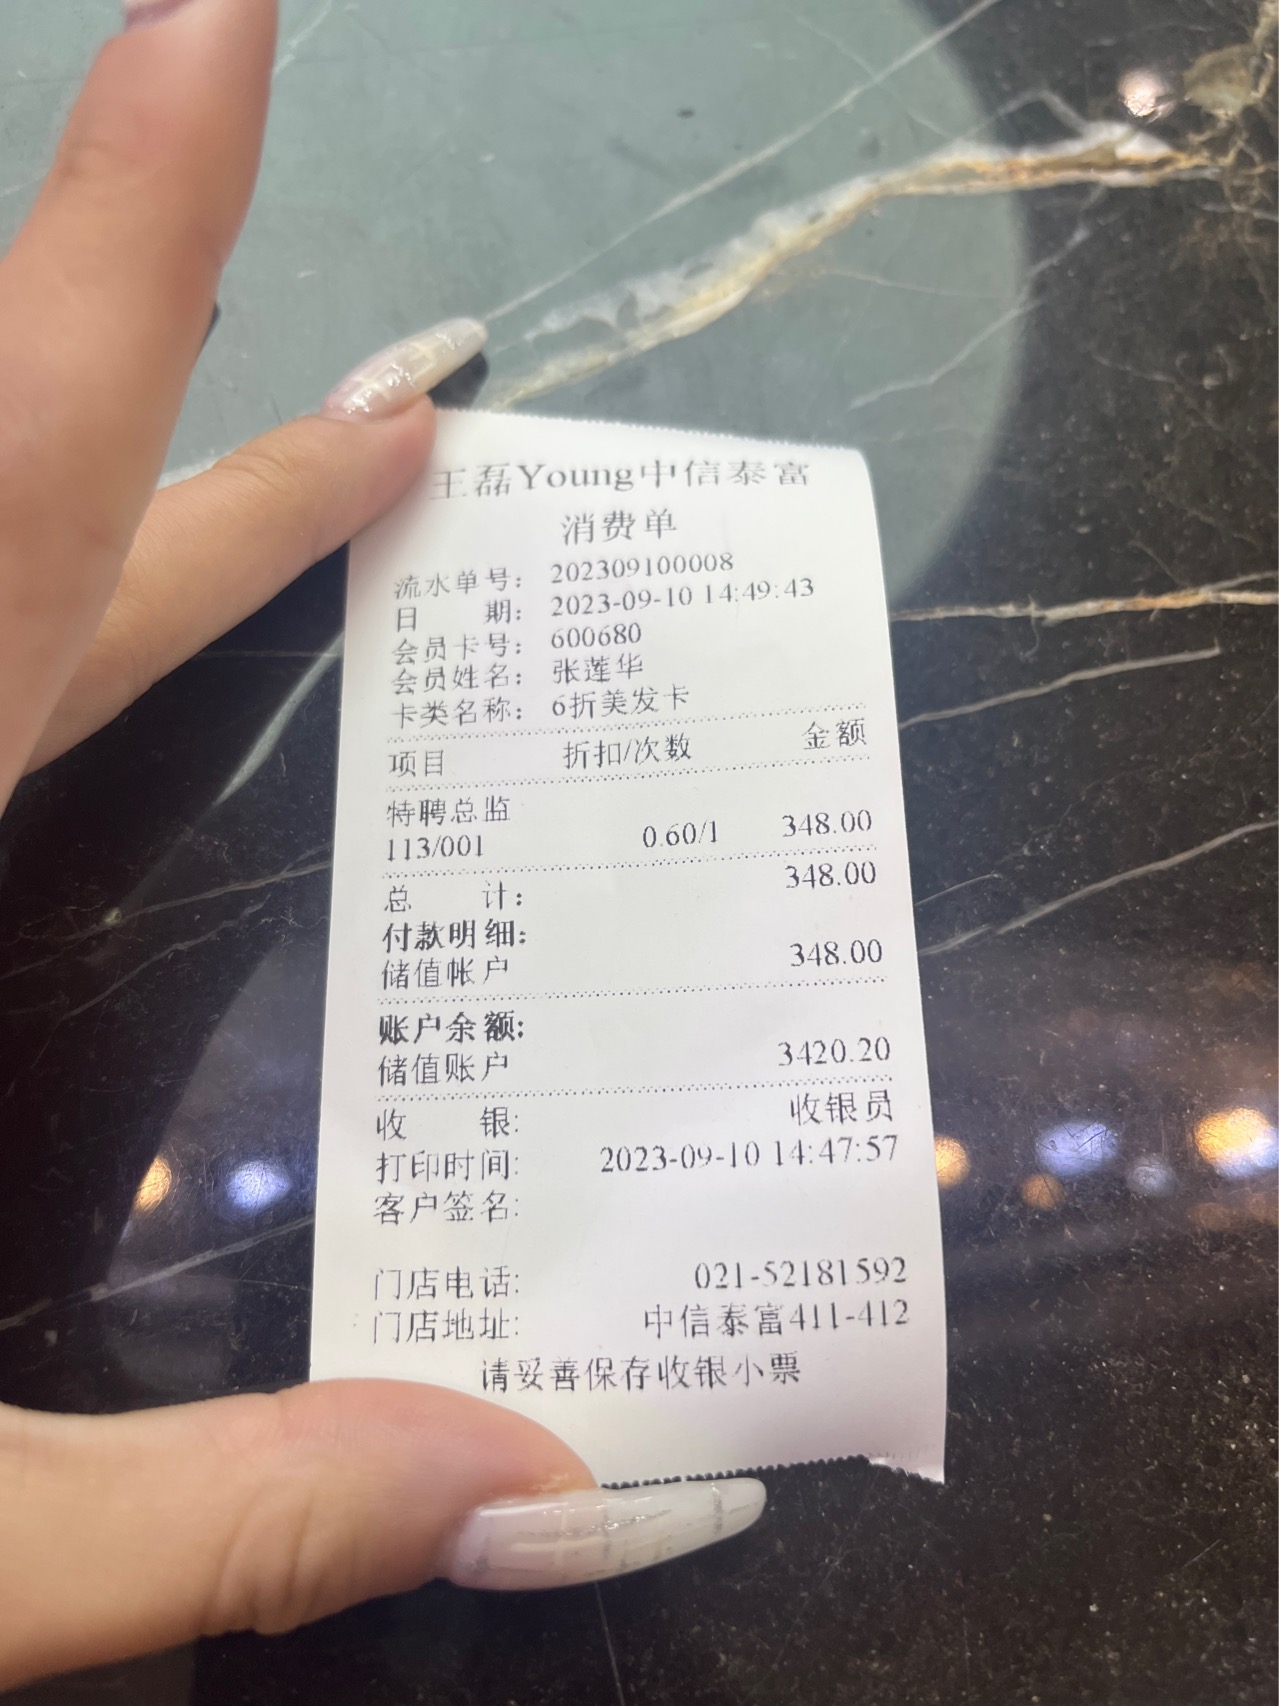 王磊Young中信泰富
消费单
流水单号: 202309100008
日 期: 2023-09-10 14:49:43
会员卡号: 600680
会员姓名: 张莲华
卡类名称: 6折美发卡
项目 折扣/次数 金额
特聘总监
113/001 0.60/1 348.00
总 计: 348.00
付款明细:
储值帐户 348.00
账户余额:
储值账户 3420.20
收 银: 收银员
打印时间: 2023-09-10 14:47:57
客户签名:
门店电话: 021-52181592
门店地址: 中信泰富411-412
请妥善保存收银小票